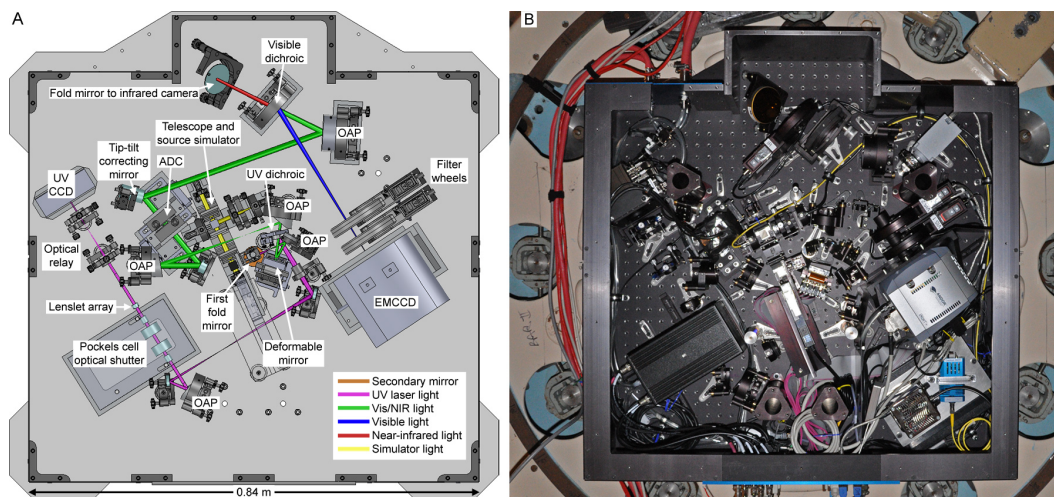 A
B
Visible
dichroic
Fold mirror to infrared camera
Telescope and
source simulator
OAP
Tip-tilt
correcting
mirror
ADC
UV
CCD
UV dichroic
Filter
wheels
OAP
OAP
Optical
relay
OAP
Lenslet array
First
fold
mirror
EMCCD
Pockels cell
optical shutter
Deformable
mirror
OAP
Secondary mirror
UV laser light
Vis/NIR light
Visible light
Near-infrared light
Simulator light
0.84 m